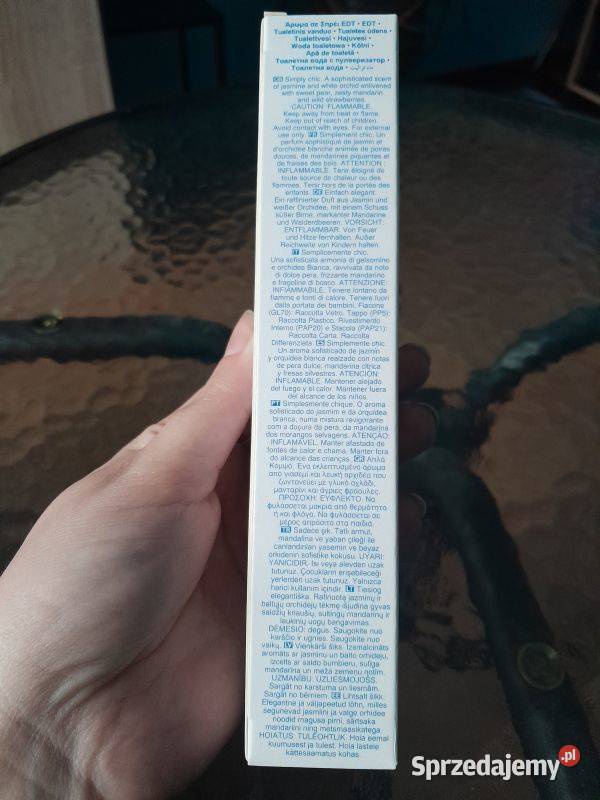 Άρωμα σε Σπρέι EDT • EDT •
Tualetinis vanduo • Tualetes ūdens •
Tualettvesi • Hajuvesi •
Woda toaletowa • Kölni •
Apă de toaletă •
Тоалетна вода с пулверизатор •
Тоалетна вода •
GB Simply chic. A sophisticated scent
of jasmine and white orchid enlivened
with sweet pear, zesty mandarin
and wild strawberries.
CAUTION: FLAMMABLE.
Keep away from heat or flame.
Keep out of reach of children.
Avoid contact with eyes. For external
use only. FR Simplement chic. Un
parfum sophistiqué de jasmin et
d'orchidée blanche animée de poires
douces, de mandarines piquantes et
de fraises des bois. ATTENTION :
INFLAMMABLE. Tenir éloigné de
toute source de chaleur ou des
flammes. Tenir hors de la portée des
enfants. DE Einfach elegant.
Ein raffinierter Duft aus Jasmin und
weißer Orchidee, mit einem Schuss
süßer Birne, markanter Mandarine
und Walderdbeeren. VORSICHT:
ENTFLAMMBAR. Von Feuer
und Hitze fernhalten. Außer
Reichweite von Kindern halten.
IT Semplicemente chic.
Una sofisticata armonia di gelsomino
e orchidea Bianca, ravvivata da note
di dolce pera, frizzante mandarino
e fragoline di bosco. ATTENZIONE:
INFIAMMABILE. Tenere lontano da
fiamme e fonti di calore. Tenere fuori
dalla portata dei bambini. Flacone
(GL70): Raccolta Vetro. Tappo (PP5):
Raccolta Plastico. Rivestimento
Interno (PAP20) e Scatola (PAP21):
Raccolta Carta. Raccolta
Differenziata. ES Simplemente chic.
Un aroma sofisticado de jazmín
y orquídea blanca realzado con notas
de pera dulce, mandarina cítrica
y fresas silvestres. ATENCIÓN:
INFLAMABLE. Mantener alejado
del fuego y el calor. Mantener fuera
del alcance de los niños.
PT Simplesmente chique. O aroma
sofisticado do jasmim e da orquídea
branca, numa mistura revigorante
com a doçura da pera, da mandarina
dos morangos selvagens. ATENÇÃO:
INFLAMÁVEL. Manter afastado de
fontes de calor e chama. Manter fora
do alcance das crianças. GR Απλά
Κομψό. Ένα εκλεπτυσμένο άρωμα
από γιασεμί και λευκή ορχιδέα που
ζωντανεύει με γλυκό αχλάδι,
μανταρίνι και άγριες φράουλες.
ΠΡΟΣΟΧΗ: ΕΥΦΛΕΚΤΟ. Να
φυλάσσεται μακριά από θερμότητα
ή και φλόγα. Να φυλάσσεται σε
μέρος απρόσιτο στα παιδιά.
TR Sadece şık. Tatlı armut,
mandalina ve yaban çileği ile
canlandırılan yasemin ve beyaz
orkidenin sofistike kokusu. UYARI:
YANICIDIR. Isı veya alevden uzak
tutunuz. Çocukların erişebileceği
yerlerden uzak tutunuz. Yalnızca
harici kullanım içindir. LT Tiesiog
elegantiška. Rafinuotą jazminų ir
baltųjų orchidėjų tėkmę išjudina gyvas
saldžių kriaušių, sultingų mandarinų ir
laukinių uogų bangavimas.
DĖMESIO: degus. Saugokite nuo
karščio ir ugnies. Saugokite nuo
vaikų. LV Vienkārši šiks. Izsmalcināts
aromāts ar jasmīnu un balto orhideju,
izcelts ar saldo bumbieri, sulīga
mandarīna un meža zemeņu notīm.
UZMANĪBU: UZLIESMOJOŠS.
Sargāt no karstuma un liesmām.
Sargāt no bērniem. EE Lihtsalt šikk.
Elegantne ja väljapeetud lõhn, milles
segunevad jasmiini ja valge orhidee
noodid magusa pirni, särtsaka
mandariini ning metsmaasikatega.
HOIATUS: TULEOHTLIK. Hoia eemal
kuumusest ja tulest. Hoia lastele
kättesaamatus kohas.
Sprzedajemy.pl